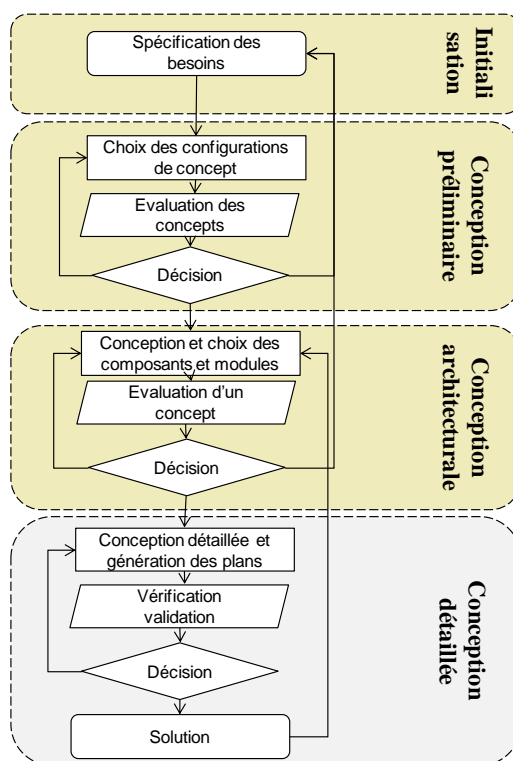 Spécification des
besoins
Initiali
sation
Choix des configurations
de concept
Evaluation des
concepts
Décision
Conception
préliminaire
Conception et choix des
composants et modules
Evaluation d'un
concept
Décision
Conception
architecturale
Conception détaillée et
génération des plans
Vérification
validation
Décision
Solution
Conception
détaillée